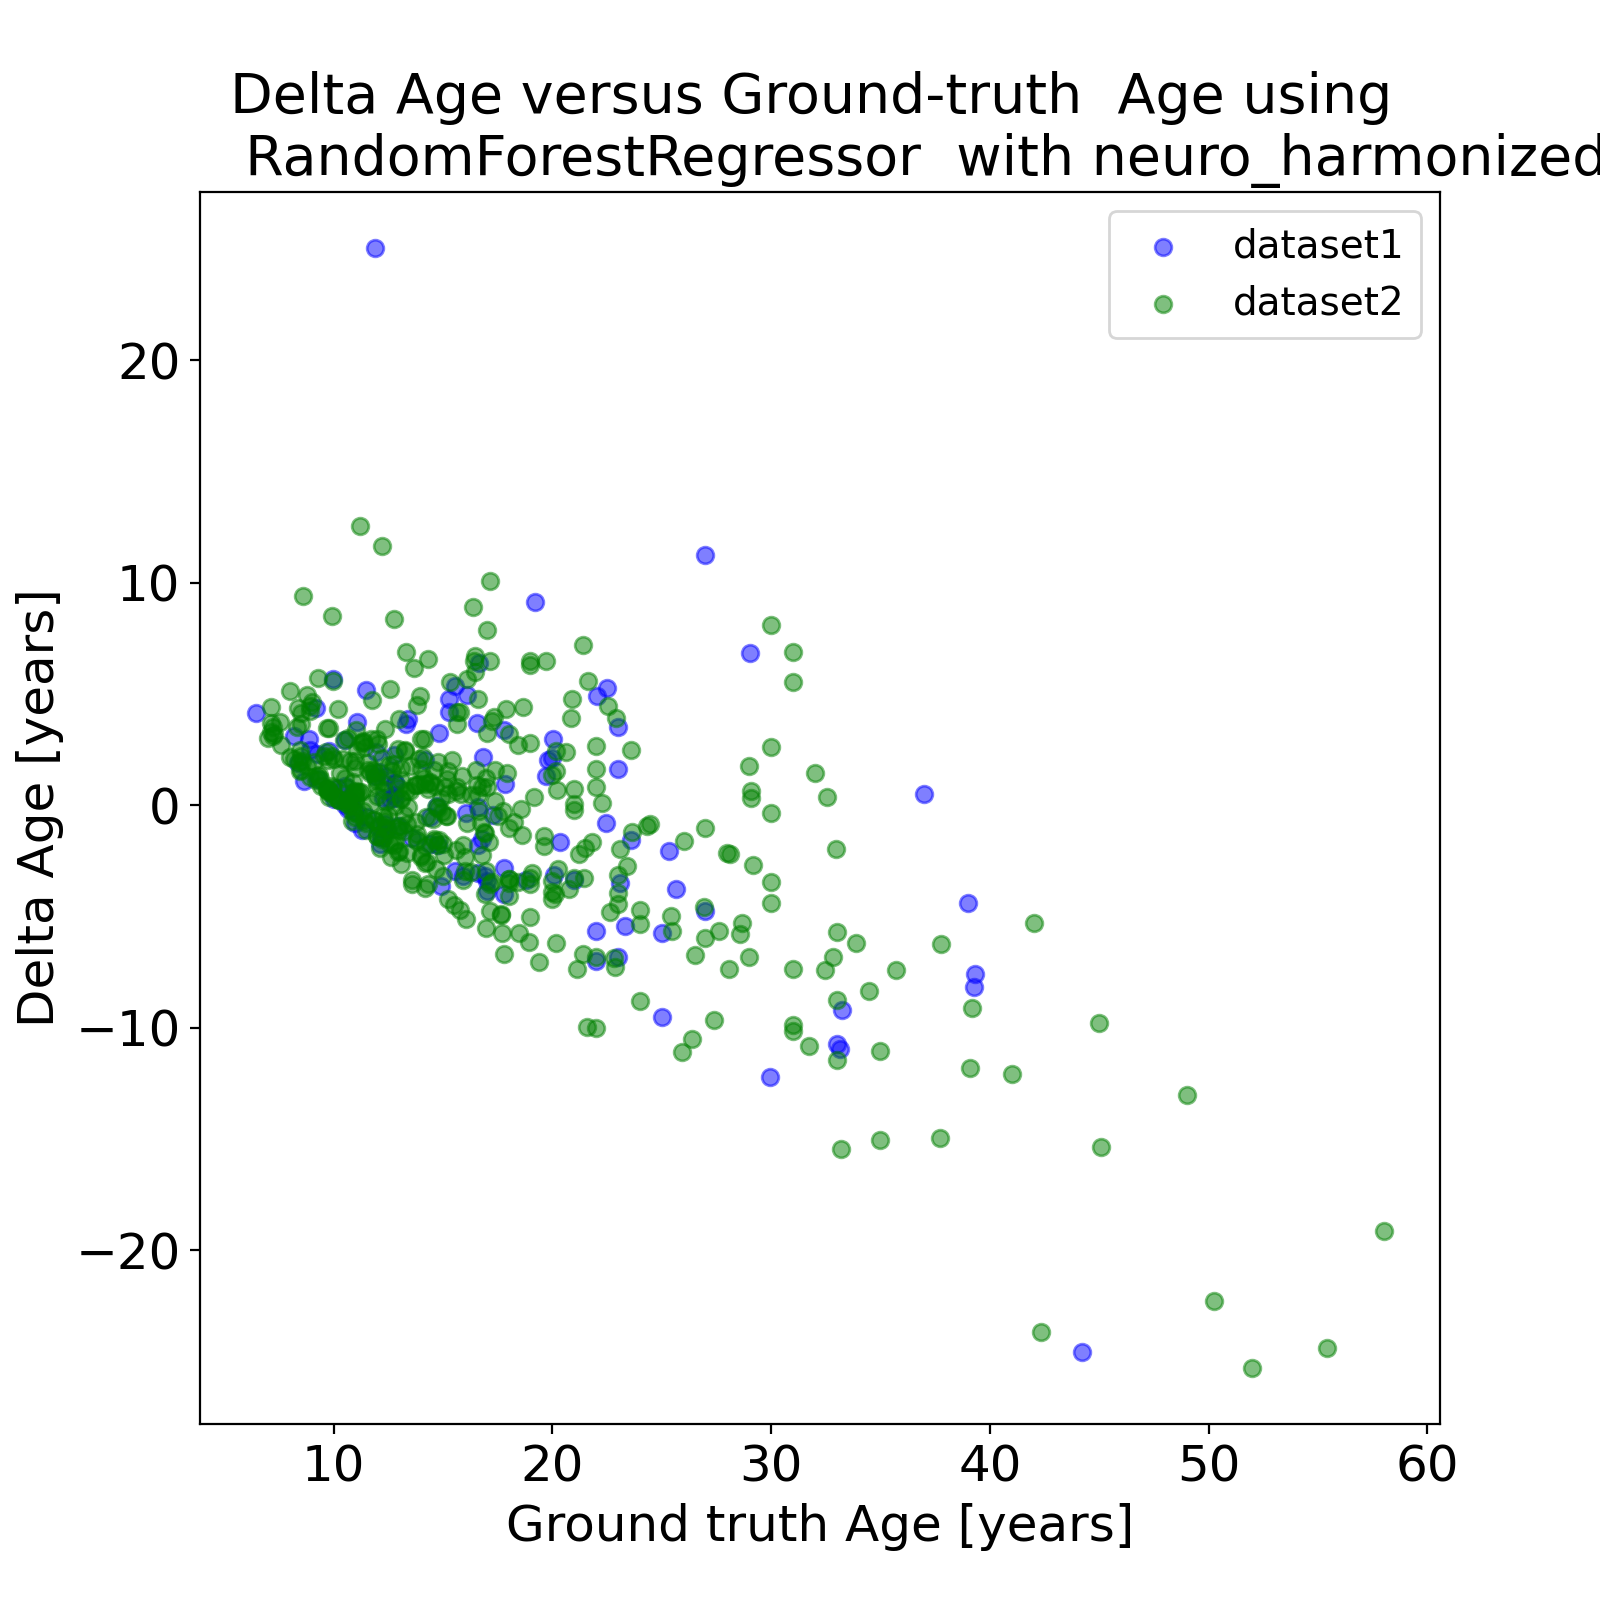 Delta Age versus Ground-truth  Age using
RandomForestRegressor  with neuro_harmonized
dataset1
dataset2
Delta Age [years]
20
10
0
−10
−20
10 20 30 40 50 60
Ground truth Age [years]